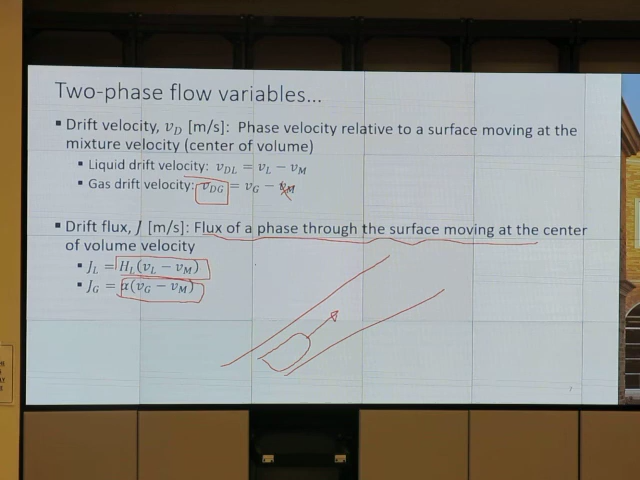 Two-phase flow variables...
▪ Drift velocity, v_D [m/s]: Phase velocity relative to a surface moving at the
mixture velocity (center of volume)
▪ Liquid drift velocity: v_DL = v_L − v_M
▪ Gas drift velocity: v_DG = v_G − v_M
▪ Drift flux, J [m/s]: Flux of a phase through the surface moving at the center
of volume velocity
▪ J_L = H_L(v_L − v_M)
▪ J_G = α(v_G − v_M)